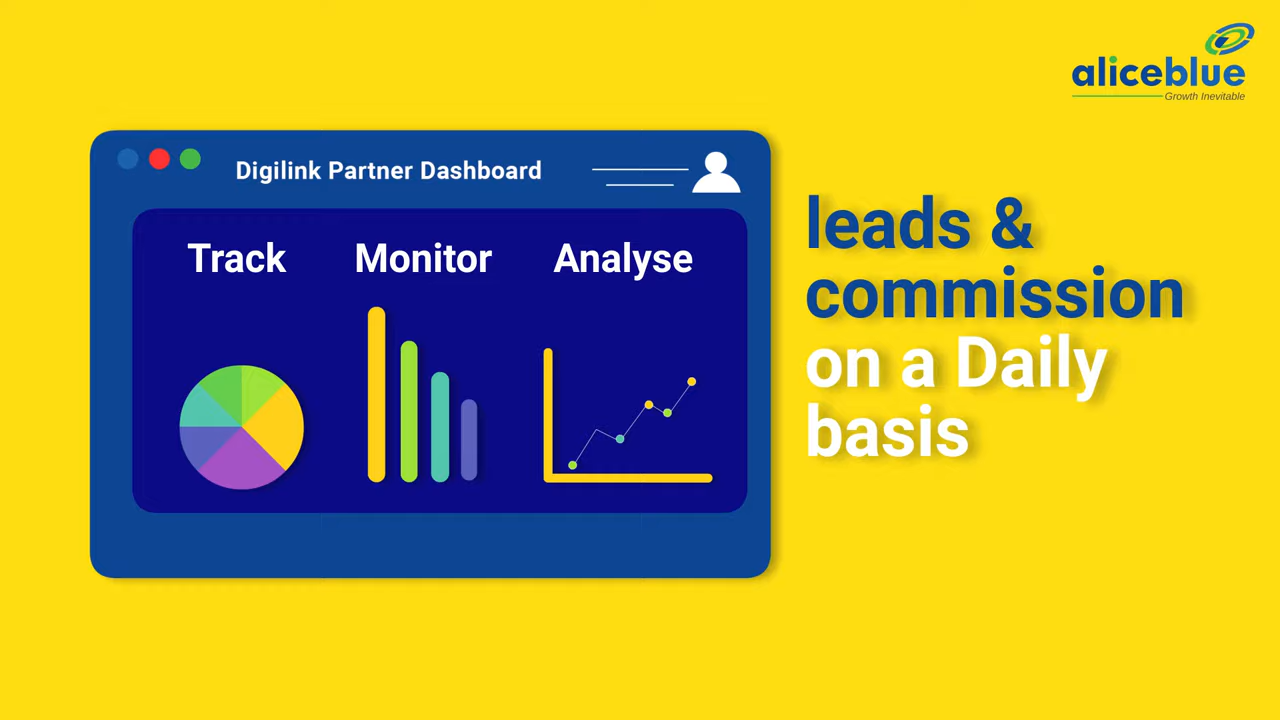 aliceblue
Growth Inevitable
Digilink Partner Dashboard
Track
Monitor
Analyse
leads &
commission
on a Daily
basis